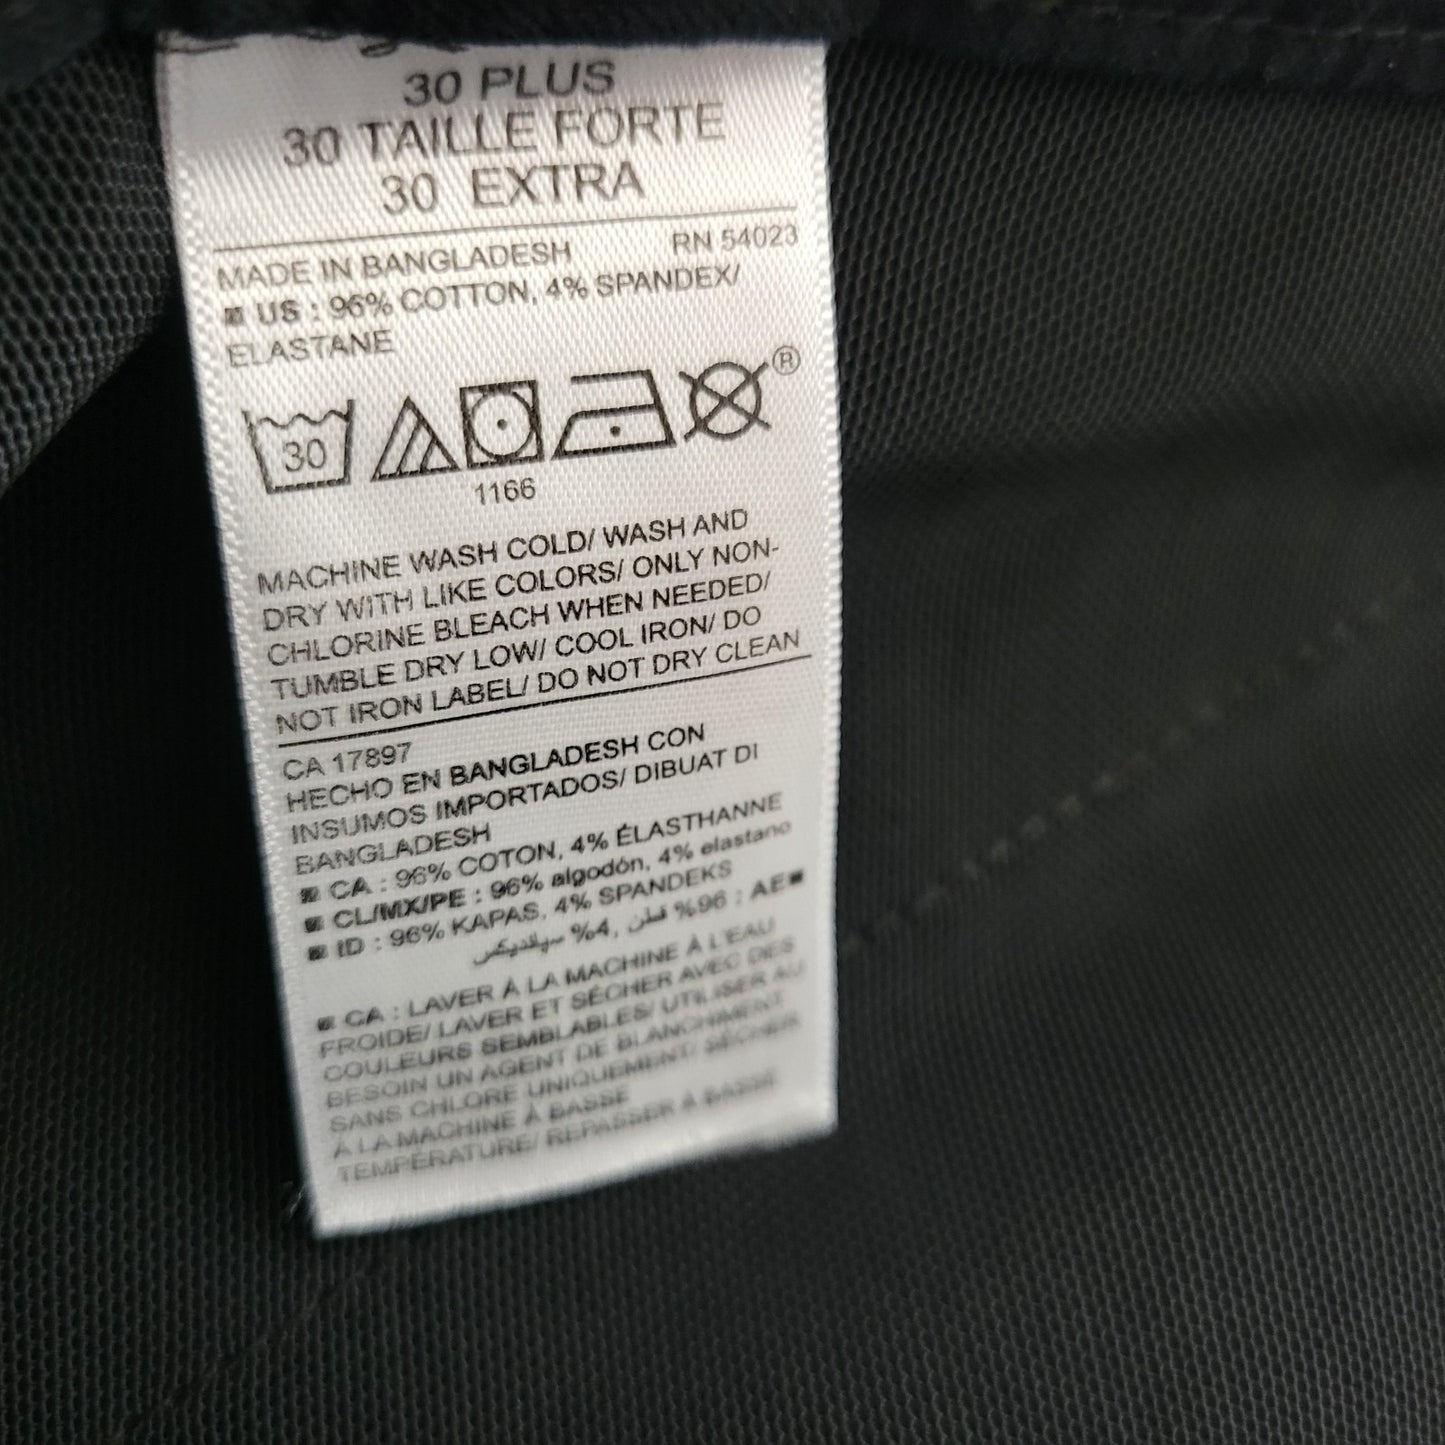 30 PLUS
30 TAILLE FORTE
30 EXTRA
MADE IN BANGLADESH RN 54023
US : 96% COTTON, 4% SPANDEX/
ELASTANE
30
®
1166
MACHINE WASH COLD/ WASH AND
DRY WITH LIKE COLORS/ ONLY NON-
CHLORINE BLEACH WHEN NEEDED/
TUMBLE DRY LOW/ COOL IRON/ DO
NOT IRON LABEL/ DO NOT DRY CLEAN
CA 17897
HECHO EN BANGLADESH CON
INSUMOS IMPORTADOS/ DIBUAT DI
BANGLADESH
CA : 96% COTON, 4% ÉLASTHANNE
CL/MX/PE : 96% algodón, 4% elastano
ID : 96% KAPAS, 4% SPANDEKS
AE : 96% قطن, 4% سپانديكس
CA : LAVER À LA MACHINE À L'EAU
FROIDE/ LAVER ET SÉCHER AVEC DES
COULEURS SEMBLABLES/ UTILISER AU
BESOIN UN AGENT DE BLANCHIMENT
SANS CHLORE UNIQUEMENT/ SÉCHER
À LA MACHINE À BASSE
TEMPÉRATURE/ REPASSER À BASSE